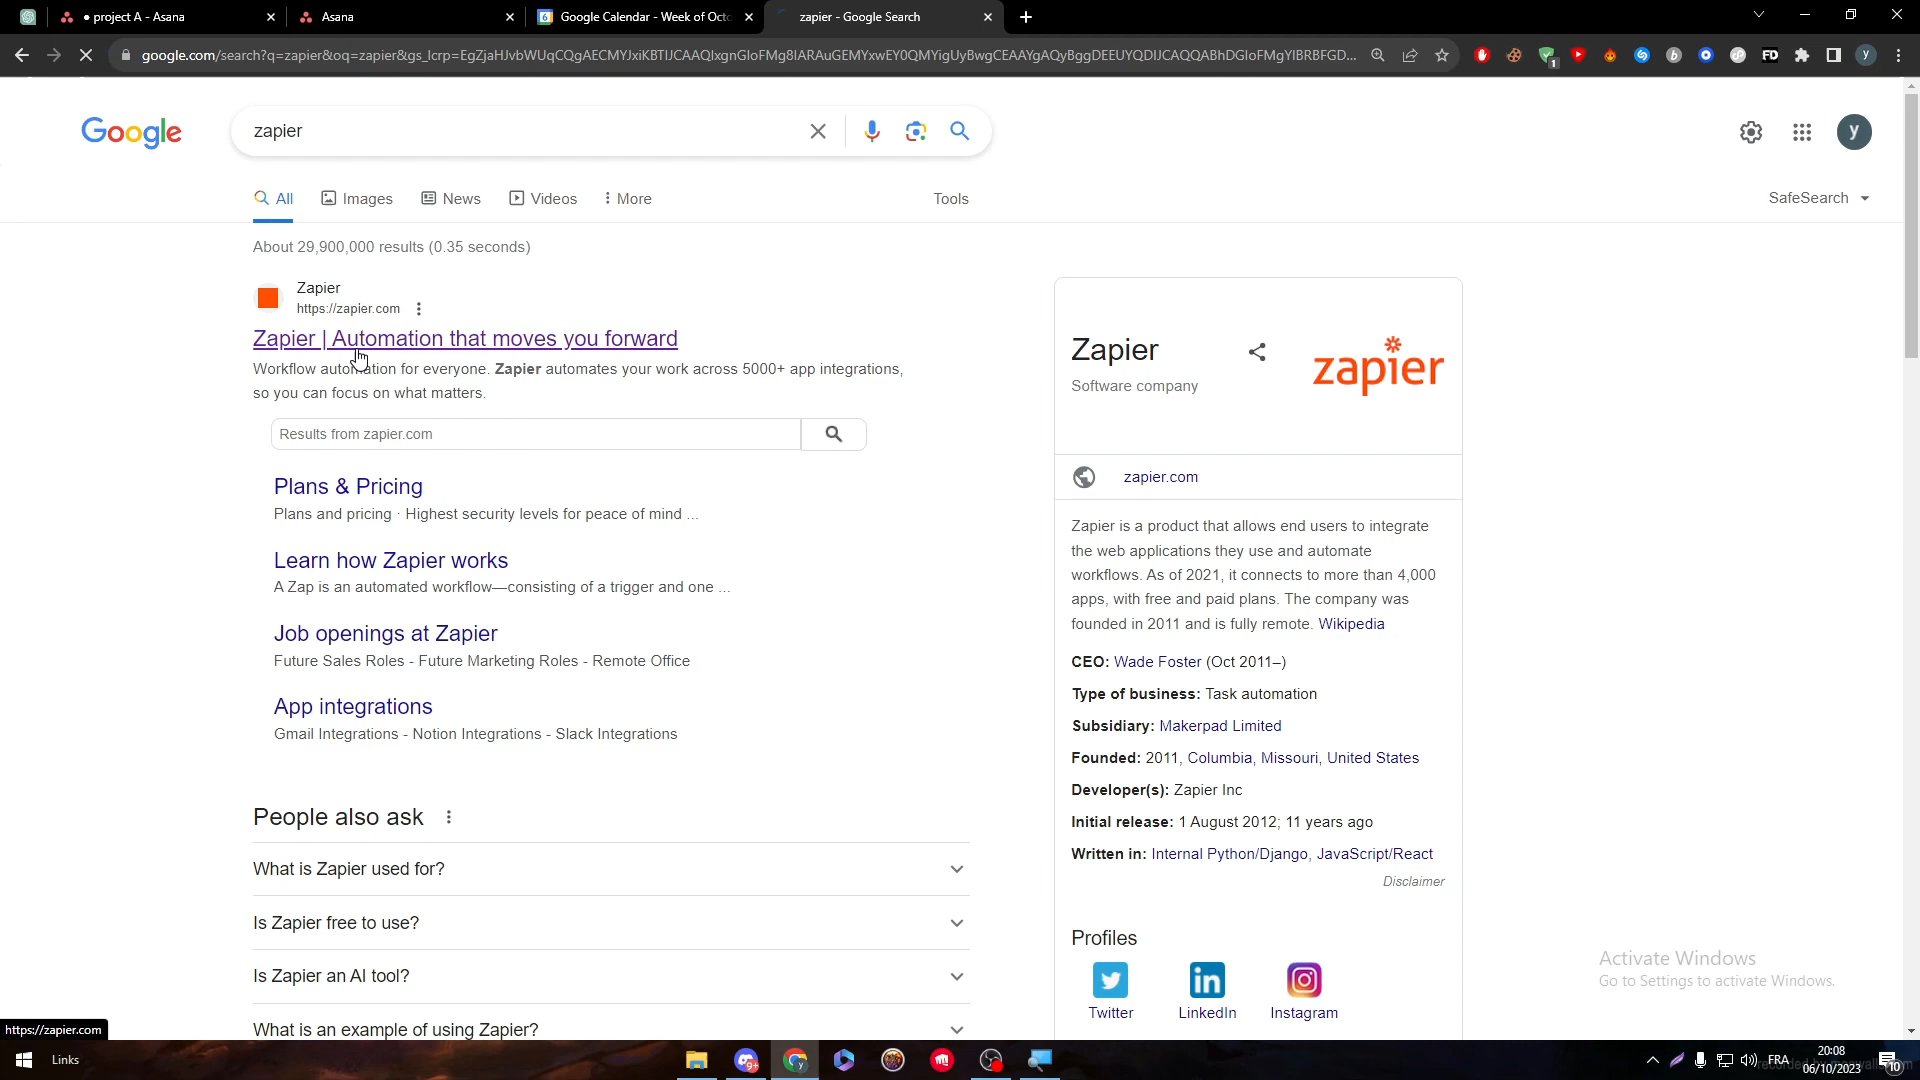 project A - Asana
Asana
Google Calendar - Week of Octo
zapier - Google Search
google.com/search?q=zapier&oq=zapier&gs_lcrp=
zapier
Google
y
All
Images
News
Videos
More
Tools
SafeSearch
About 29,900,000 results (0.35 seconds)
Zapier
https://zapier.com
Zapier | Automation that moves you forward
Workflow automation for everyone. Zapier automates your work across 5000+ app integrations,
so you can focus on what matters.
Results from zapier.com
Plans & Pricing
Plans and pricing · Highest security levels for peace of mind ...
Learn how Zapier works
A Zap is an automated workflow—consisting of a trigger and one ...
Job openings at Zapier
Future Sales Roles - Future Marketing Roles - Remote Office
App integrations
Gmail Integrations - Notion Integrations - Slack Integrations
People also ask
What is Zapier used for?
Is Zapier free to use?
Is Zapier an AI tool?
What is an example of using Zapier?
Zapier
Software company
zapier
zapier.com
Zapier is a product that allows end users to integrate
the web applications they use and automate
workflows. As of 2021, it connects to more than 4,000
apps, with free and paid plans. The company was
founded in 2011 and is fully remote. Wikipedia
CEO: Wade Foster (Oct 2011–)
Type of business: Task automation
Subsidiary: Makerpad Limited
Founded: 2011, Columbia, Missouri, United States
Developer(s): Zapier Inc
Initial release: 1 August 2012; 11 years ago
Written in: Internal Python/Django, JavaScript/React
Disclaimer
Profiles
Twitter
LinkedIn
Instagram
Activate Windows
Go to Settings to activate Windows.
https://zapier.com
Links
FRA
20:08
06/10/2023
10